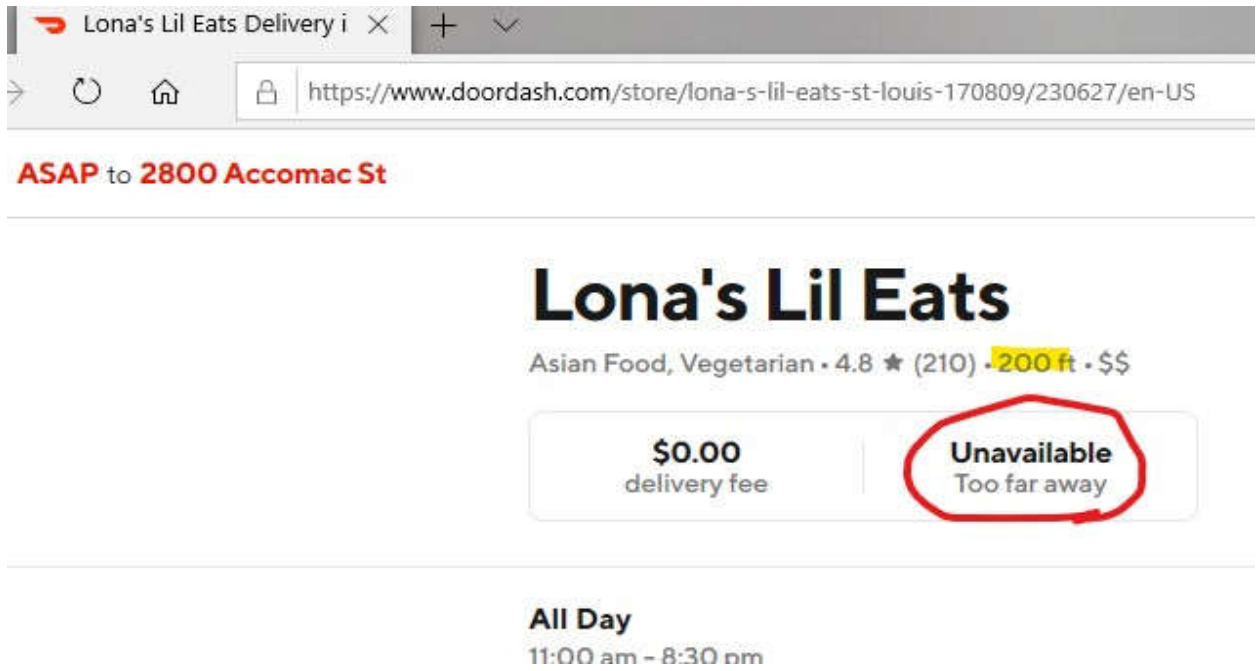 Lona's Lil Eats Delivery i
https://www.doordash.com/store/lona-s-lil-eats-st-louis-170809/230627/en-US
ASAP to 2800 Accomac St
Lona's Lil Eats
Asian Food, Vegetarian • 4.8 ★ (210) • 200 ft • $$
$0.00
delivery fee
Unavailable
Too far away
All Day
11:00 am - 8:30 pm